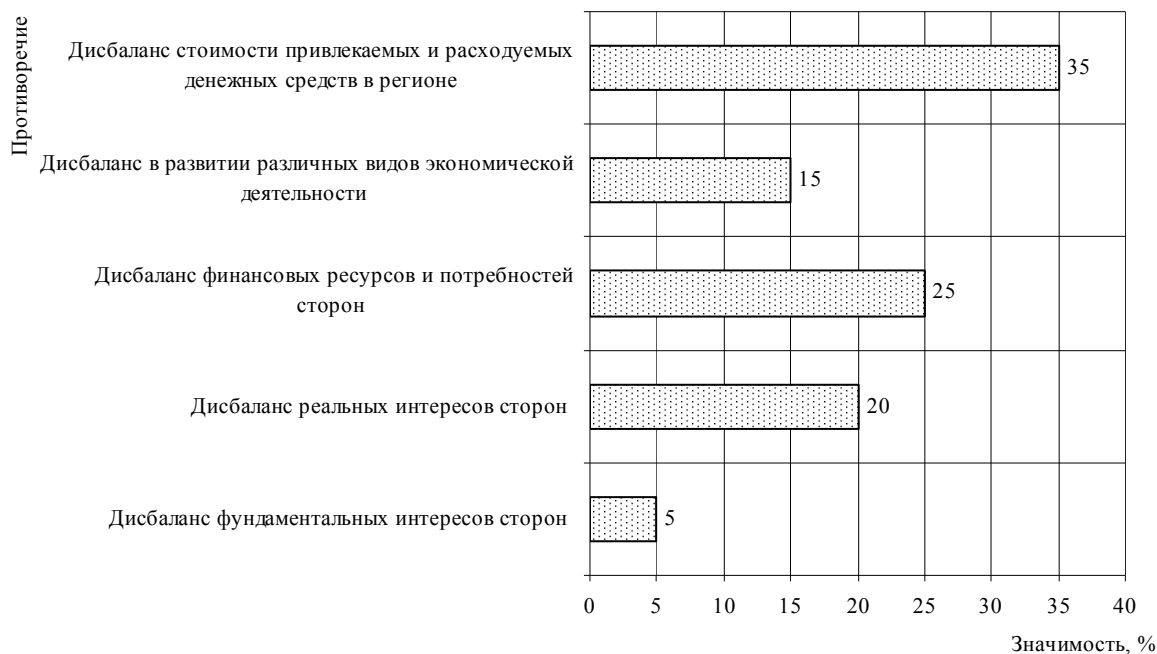 Противоречие
Дисбаланс стоимости привлекаемых и расходуемых
денежных средств в регионе
35
Дисбаланс в развитии различных видов экономической
деятельности
15
Дисбаланс финансовых ресурсов и потребностей
сторон
25
Дисбаланс реальных интересов сторон
20
Дисбаланс фундаментальных интересов сторон
5
0 5 10 15 20 25 30 35 40
Значимость, %